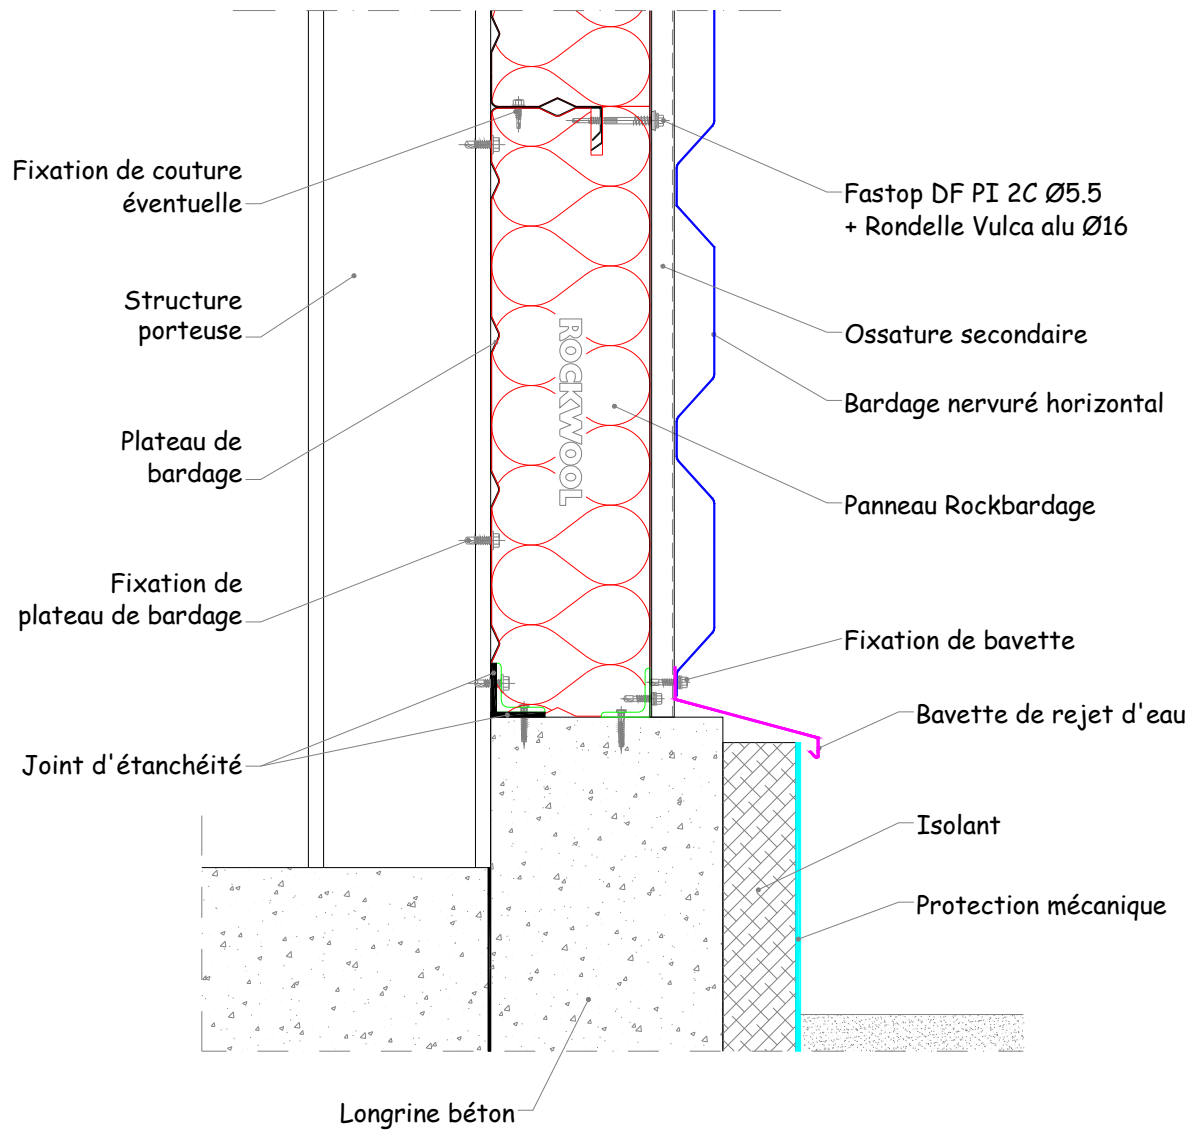 Fixation de couture
éventuelle
Structure
porteuse
Plateau de
bardage
Fixation de
plateau de bardage
Joint d'étanchéité
Longrine béton
ROCKWOOL
Fastop DF PI 2C Ø5.5
+ Rondelle Vulca alu Ø16
Ossature secondaire
Bardage nervuré horizontal
Panneau Rockbardage
Fixation de bavette
Bavette de rejet d'eau
Isolant
Protection mécanique